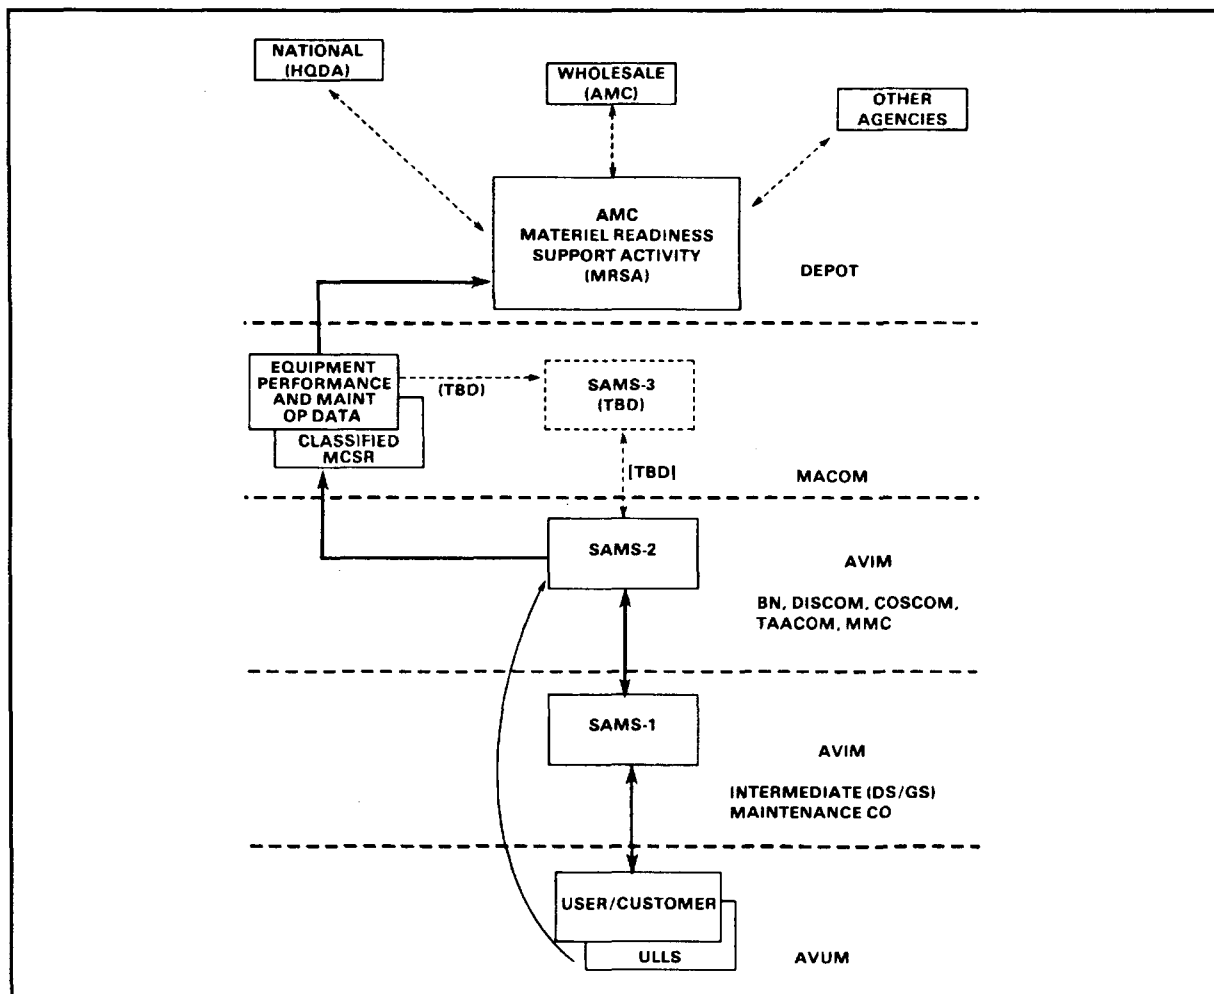 NATIONAL
(HQDA)
WHOLESALE
(AMC)
OTHER
AGENCIES
AMC
MATERIEL READINESS
SUPPORT ACTIVITY
(MRSA)
DEPOT
EQUIPMENT
PERFORMANCE
AND MAINT
OP DATA
(TBD)
SAMS-3
(TBD)
CLASSIFIED
MCSR
[TBD]
MACOM
SAMS-2
AVIM
BN, DISCOM, COSCOM,
TAACOM, MMC
SAMS-1
AVIM
INTERMEDIATE (DS/GS)
MAINTENANCE CO
USER/CUSTOMER
ULLS
AVUM